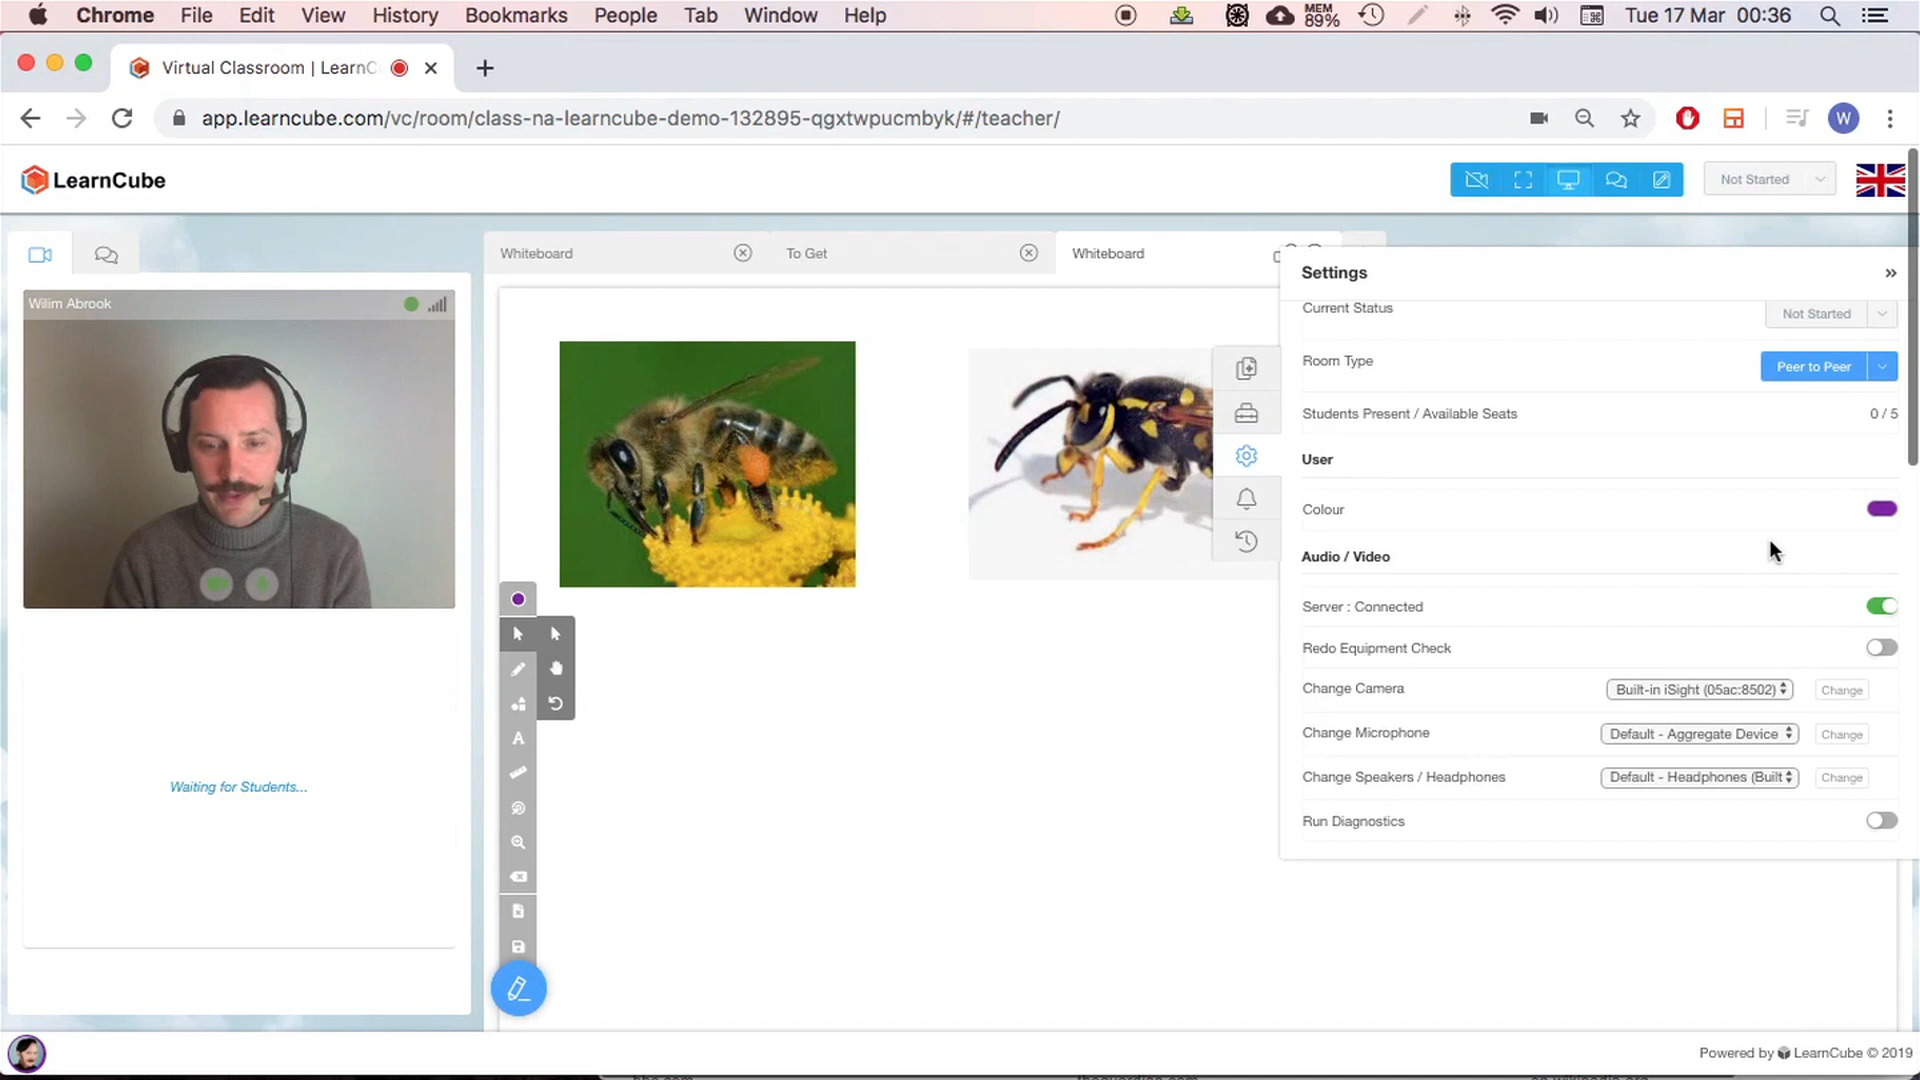 Chrome File Edit View History Bookmarks People Tab Window Help MEM 89% Tue 17 Mar 00:36
Virtual Classroom | LearnC
app.learncube.com/vc/room/class-na-learncube-demo-132895-qgxtwpucmbyk/#/teacher/ W
LearnCube Not Started
Whiteboard To Get Whiteboard
Wilim Abrook
Waiting for Students...
A
Settings
Current Status Not Started
Room Type Peer to Peer
Students Present / Available Seats 0 / 5
User
Colour
Audio / Video
Server : Connected
Redo Equipment Check
Change Camera Built-in iSight (05ac:8502) Change
Change Microphone Default - Aggregate Device Change
Change Speakers / Headphones Default - Headphones (Built Change
Run Diagnostics
Powered by LearnCube © 2019